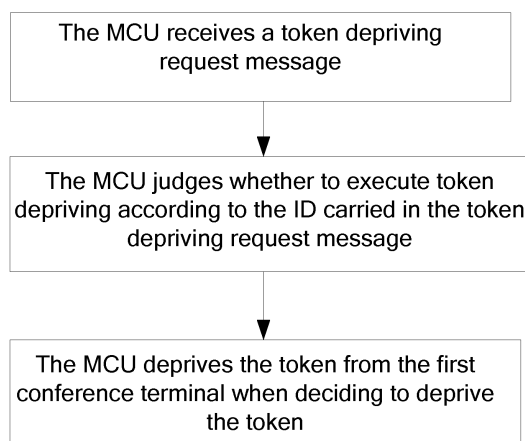 The MCU receives a token depriving
request message
The MCU judges whether to execute token
depriving according to the ID carried in the token
depriving request message
The MCU deprives the token from the first
conference terminal when deciding to deprive
the token